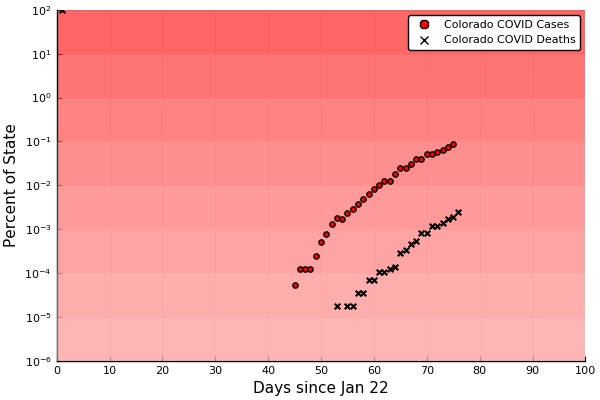 10²
10¹
10⁰
10⁻¹
10⁻²
10⁻³
10⁻⁴
10⁻⁵
10⁻⁶
Percent of State
Colorado COVID Cases
Colorado COVID Deaths
0 10 20 30 40 50 60 70 80 90 100
Days since Jan 22